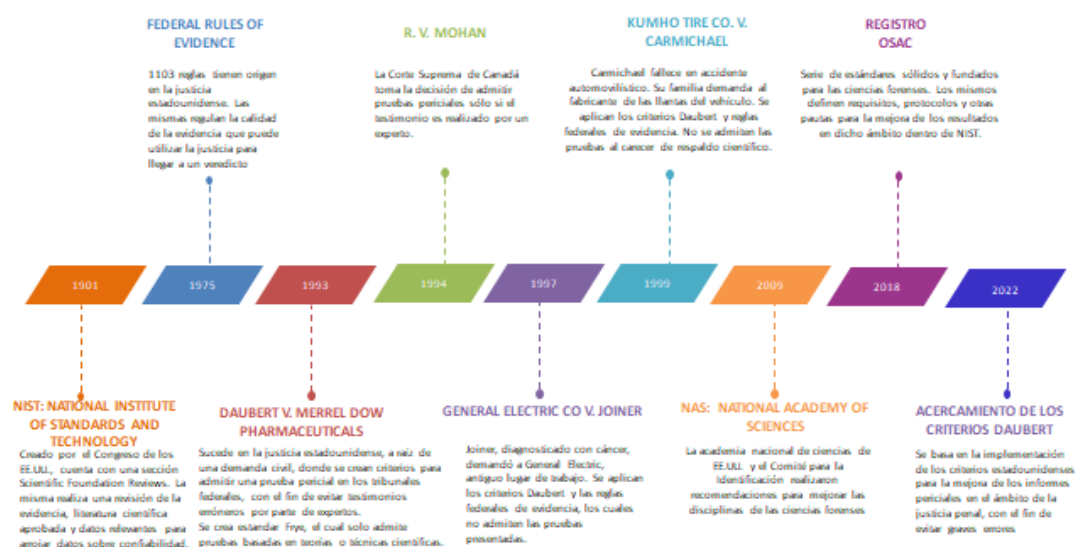 FEDERAL RULES OF
EVIDENCE
1103 reglas tienen origen
en la justicia
estadounidense. Las
mismas regulan la calidad
de la evidencia que puede
utilizar la justicia para
llegar a un veredicto
R. V. MOHAN
La Corte Suprema de Canadá
toma la decisión de admitir
pruebas periciales sólo si el
testimonio es realizado por un
experto.
KUMHO TIRE CO. V.
CARMICHAEL
Carmichael fallece en accidente
automovilístico. Su familia demanda al
fabricante de las llantas del vehículo. Se
aplican los criterios Daubert y reglas
federales de evidencia. No se admiten las
pruebas al carecer de respaldo científico.
REGISTRO
OSAC
Serie de estándares sólidos y fundados
para las ciencias forenses. Los mismos
definen requisitos, protocolos y otras
pautas para la mejora de los resultados
en dicho ámbito dentro de NIST.
1901
1975
1993
1994
1997
1999
2009
2018
2022
NIST: NATIONAL INSTITUTE
OF STANDARDS AND
TECHNOLOGY
Creado por el Congreso de los
EE.UU., cuenta con una sección
Scientific Foundation Reviews. La
misma realiza una revisión de la
evidencia, literatura científica
aprobada y datos relevantes para
arrojar datos sobre confiabilidad.
DAUBERT V. MERREL DOW
PHARMACEUTICALS
Sucede en la justicia estadounidense, a raíz de
una demanda civil, donde se crean criterios para
admitir una prueba pericial en los tribunales
federales, con el fin de evitar testimonios
erróneros por parte de expertos.
Se crea estandar Frye, el cual solo admite
pruebas basadas en teorías o técnicas científicas.
GENERAL ELECTRIC CO V. JOINER
Joiner, diagnosticado con cáncer,
demandó a General Electric,
antiguo lugar de trabajo. Se aplican
los criterios Daubert y las reglas
federales de evidencia, los cuales
no admiten las pruebas
presentadas.
NAS: NATIONAL ACADEMY OF
SCIENCES
La academia nacional de ciencias de
EE.UU. y el Comité para la
Identificación realizaron
recomendaciones para mejorar las
disciplinas de las ciencias forenses
ACERCAMIENTO DE LOS
CRITERIOS DAUBERT
Se basa en la implementación
de los criterios estadounidenses
para la mejora de los informes
periciales en el ámbito de la
justicia penal, con el fin de
evitar graves errores